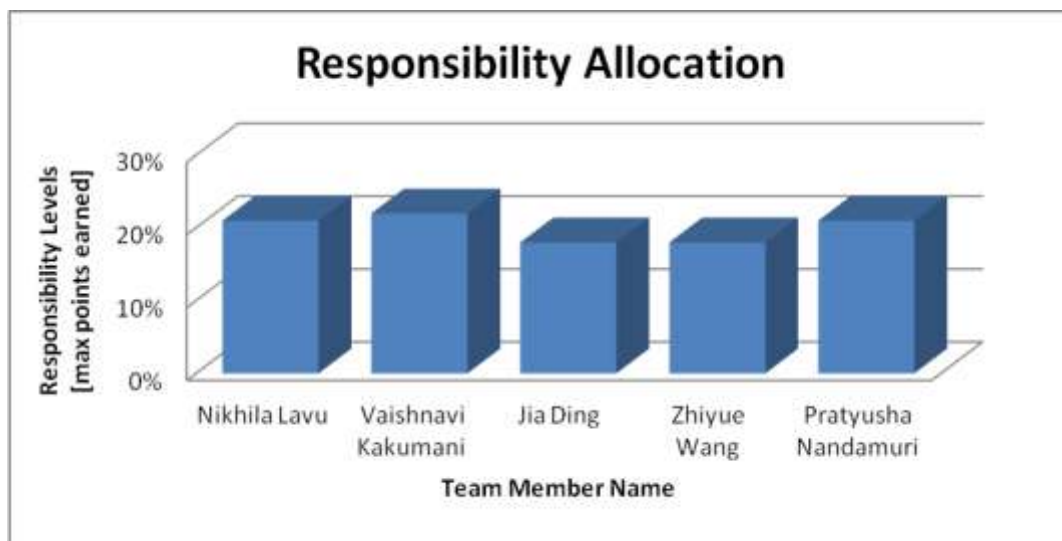 Responsibility Allocation
Responsibility Levels
[max points earned]
30%
20%
10%
0%
Nikhila Lavu
Vaishnavi
Kakumani
Jia Ding
Zhiyue
Wang
Pratyusha
Nandamuri
Team Member Name